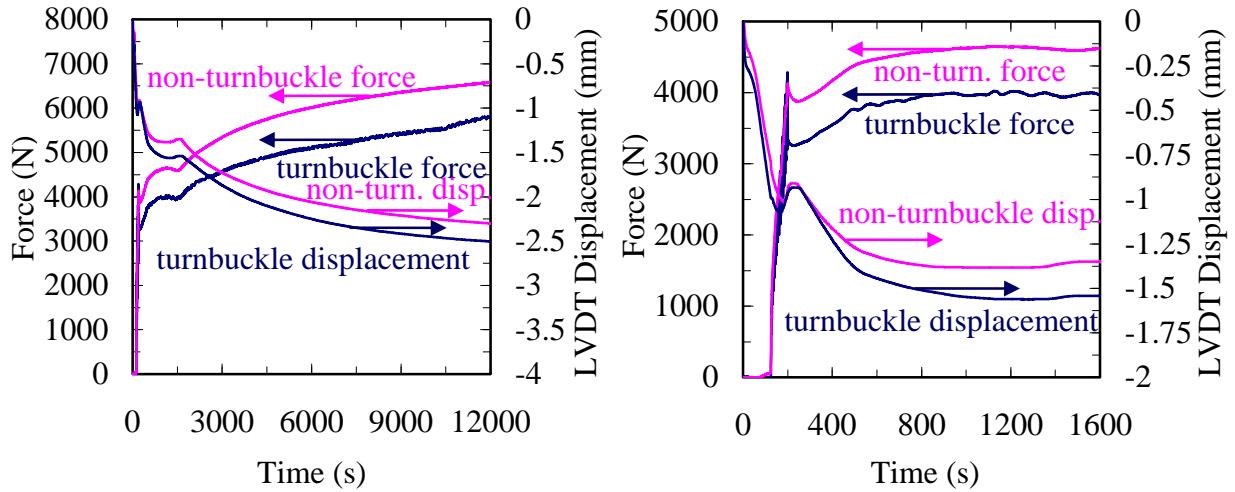 8000
7000
6000
5000
4000
3000
2000
1000
0
Force (N)
non-turnbuckle force
turnbuckle force
non-turn. disp
turnbuckle displacement
0
-0.5
-1
-1.5
-2
-2.5
-3
-3.5
-4
LVDT Displacement (mm)
0 3000 6000 9000 12000
Time (s)
5000
4000
3000
2000
1000
0
Force (N)
non-turn. force
turnbuckle force
non-turnbuckle disp.
turnbuckle displacement
0
-0.25
-0.5
-0.75
-1
-1.25
-1.5
-1.75
-2
LVDT Displacement (mm)
0 400 800 1200 1600
Time (s)